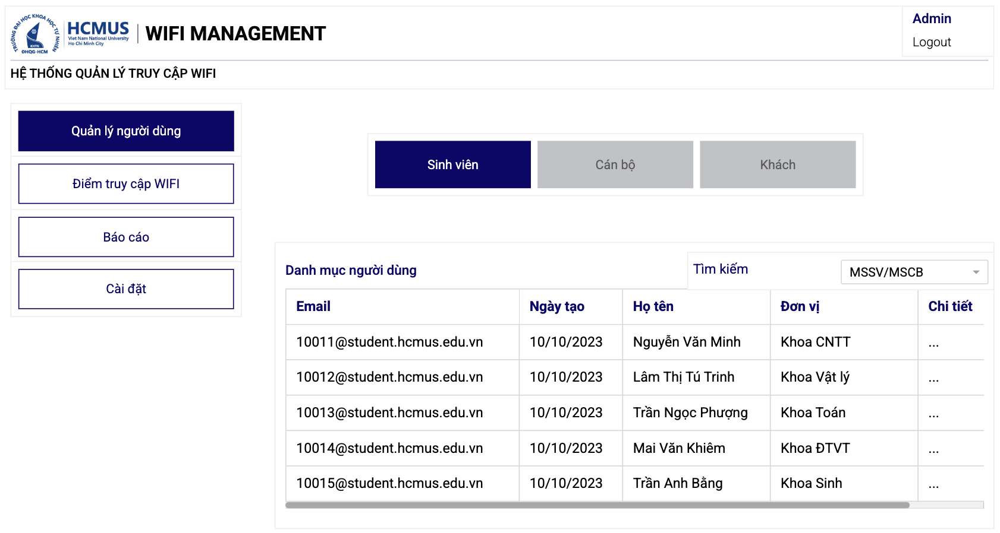 TRƯỜNG ĐẠI HỌC KHOA HỌC TỰ NHIÊN
KHTN
ĐHQG-HCM
HCMUS
Viet Nam National University
Ho Chi Minh City
WIFI MANAGEMENT
Admin
Logout
HỆ THỐNG QUẢN LÝ TRUY CẬP WIFI
Quản lý người dùng
Điểm truy cập WIFI
Báo cáo
Cài đặt
Sinh viên Cán bộ Khách
Danh mục người dùng Tìm kiếm MSSV/MSCB
Email Ngày tạo Họ tên Đơn vị Chi tiết
10011@student.hcmus.edu.vn 10/10/2023 Nguyễn Văn Minh Khoa CNTT ...
10012@student.hcmus.edu.vn 10/10/2023 Lâm Thị Tú Trinh Khoa Vật lý ...
10013@student.hcmus.edu.vn 10/10/2023 Trần Ngọc Phượng Khoa Toán ...
10014@student.hcmus.edu.vn 10/10/2023 Mai Văn Khiêm Khoa ĐTVT ...
10015@student.hcmus.edu.vn 10/10/2023 Trần Anh Bằng Khoa Sinh ...